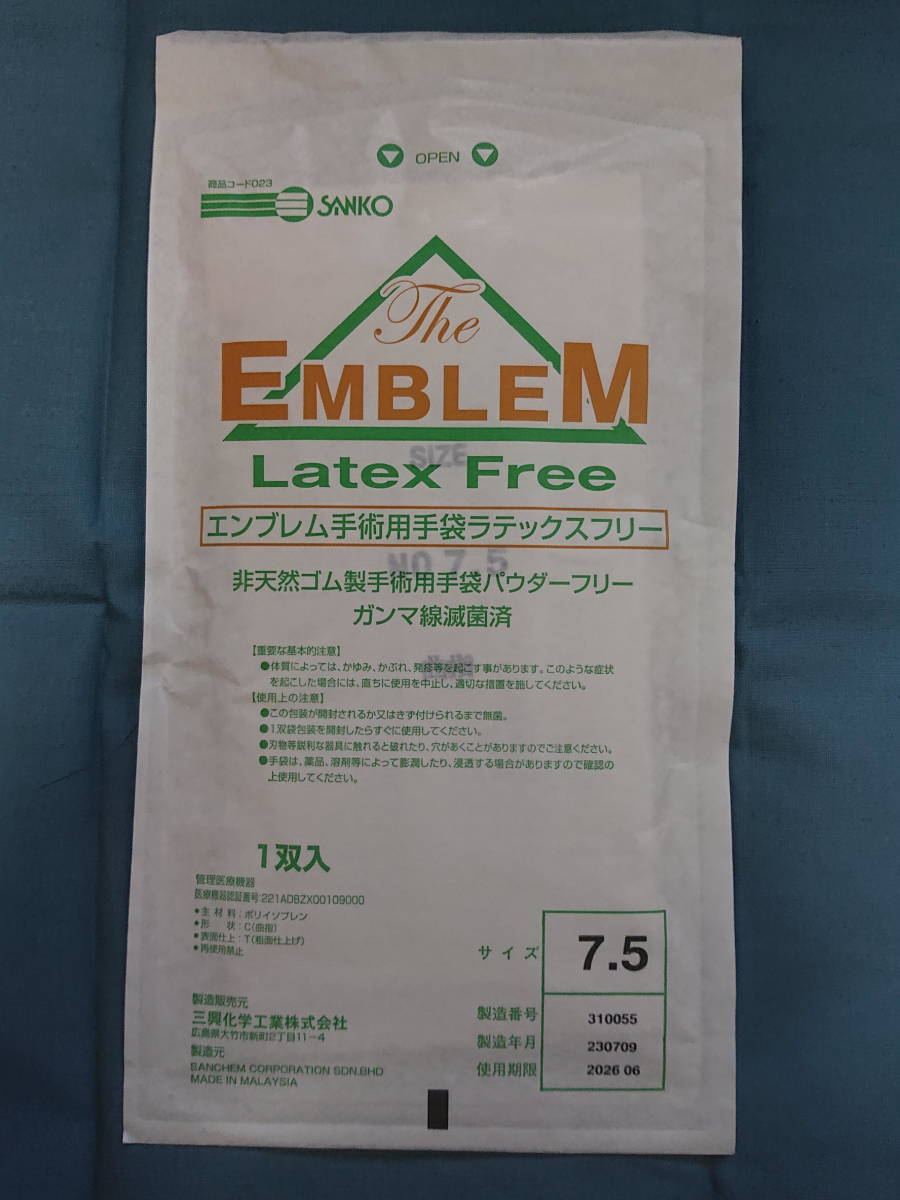 OPEN
商品コード023
SANKO
The
EMBLEM
SIZE
Latex Free
エンブレム手術用手袋ラテックスフリー
NO 7.5
非天然ゴム製手術用手袋パウダーフリー
ガンマ線滅菌済
【重要な基本的注意】
●体質によっては、かゆみ、かぶれ、発疹等を起こす事があります。このような症状
を起こした場合には、直ちに使用を中止し、適切な措置を施してください。
【使用上の注意】
●この包装が開封されるか又はきず付けられるまで無菌。
●1双袋包装を開封したらすぐに使用してください。
●刃物等鋭利な器具に触れると破れたり、穴があくことがありますのでご注意ください。
●手袋は、薬品、溶剤等によって膨潤したり、浸透する場合がありますので確認の
上使用してください。
1双入
管理医療機器
医療機器認証番号:221ADBZX00109000
*主 材 料：ポリイソプレン
*形 状：C(曲指)
*表面仕上：T(粗面仕上げ)
*再使用禁止
サイズ 7.5
製造販売元
三興化学工業株式会社
広島県大竹市新町2丁目11-4
製造元
SANCHEM CORPORATION SDN.BHD
MADE IN MALAYSIA
製造番号 310055
製造年月 230709
使用期限 2026 06